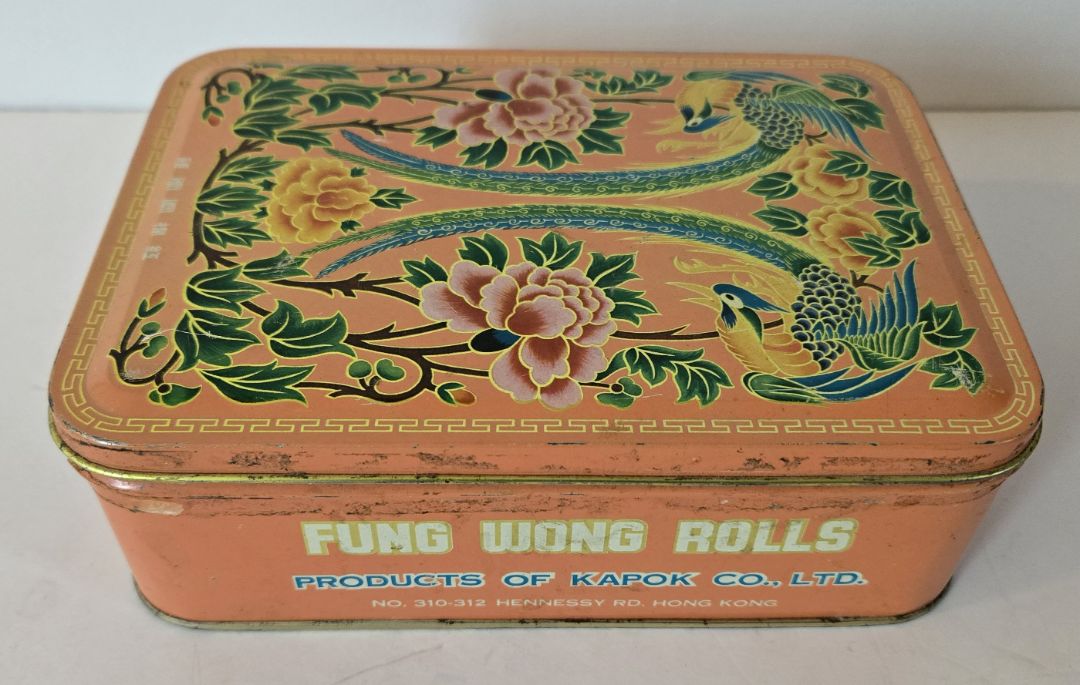 FUNG WONG ROLLS
PRODUCTS OF KAPOK CO., LTD.
NO. 310-312 HENNESSY RD. HONG KONG